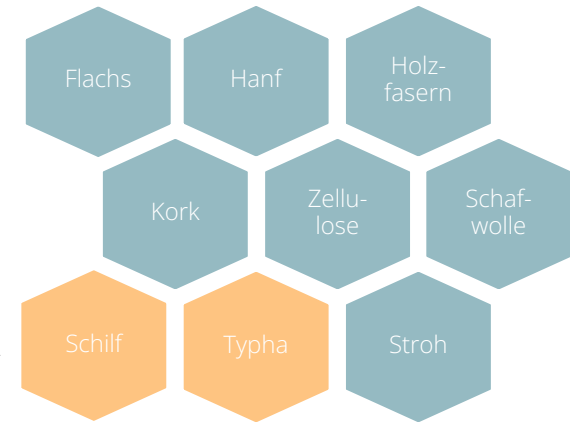 Flachs
Hanf
Holz-
fasern
Kork
Zellu-
lose
Schaf-
wolle
Schilf
Typha
Stroh